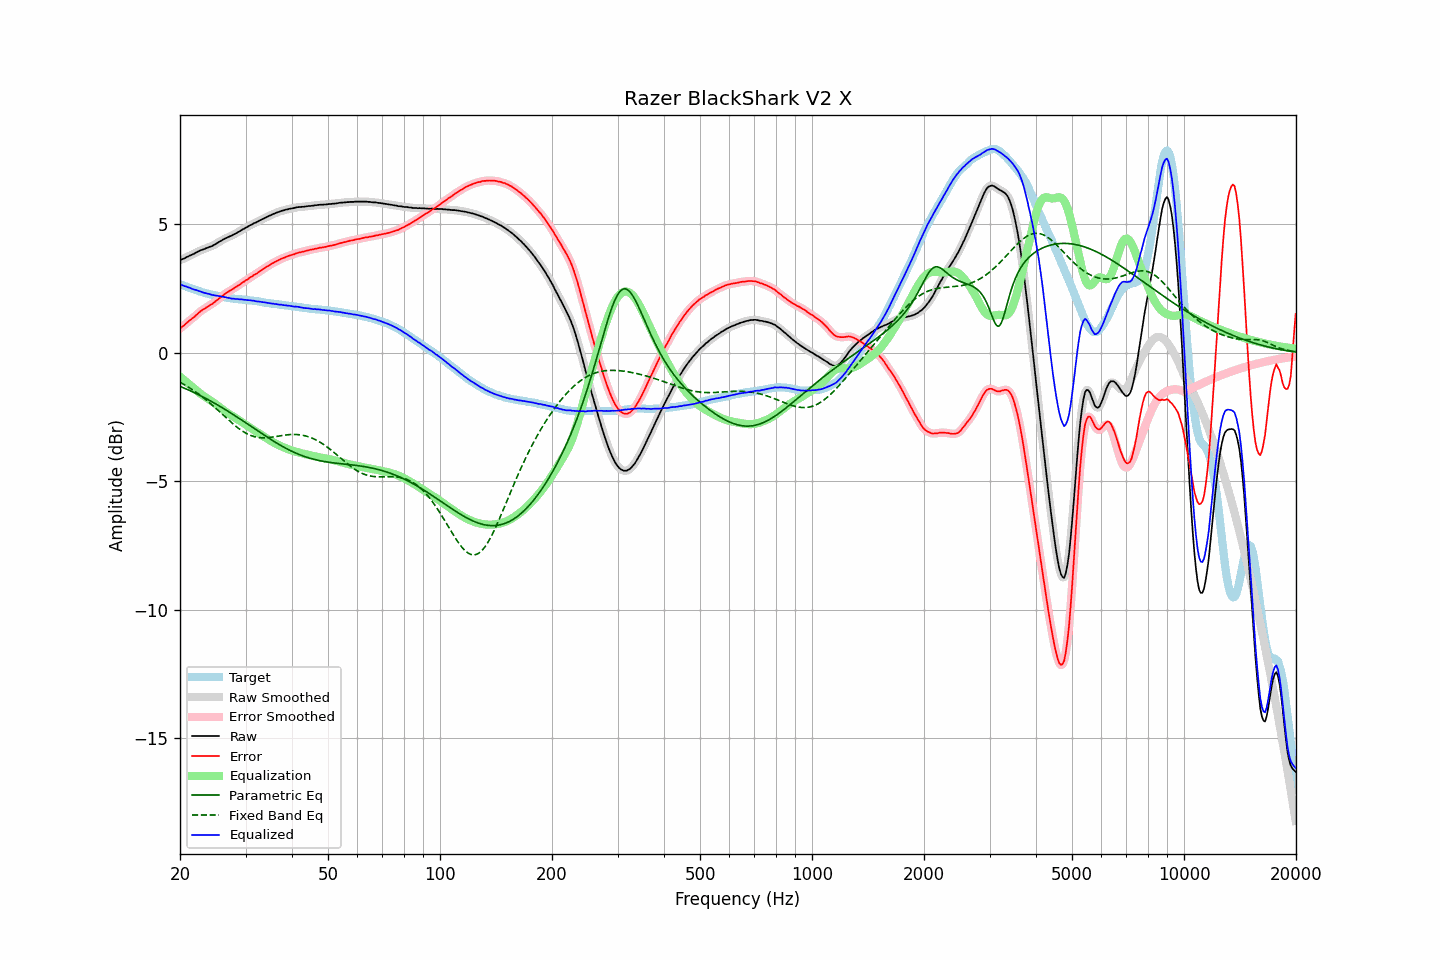 Razer BlackShark V2 X
Amplitude (dBr)
5
0
−5
−10
−15
Target
Raw Smoothed
Error Smoothed
Raw
Error
Equalization
Parametric Eq
Fixed Band Eq
Equalized
20 50 100 200 500 1000 2000 5000 10000 20000
Frequency (Hz)